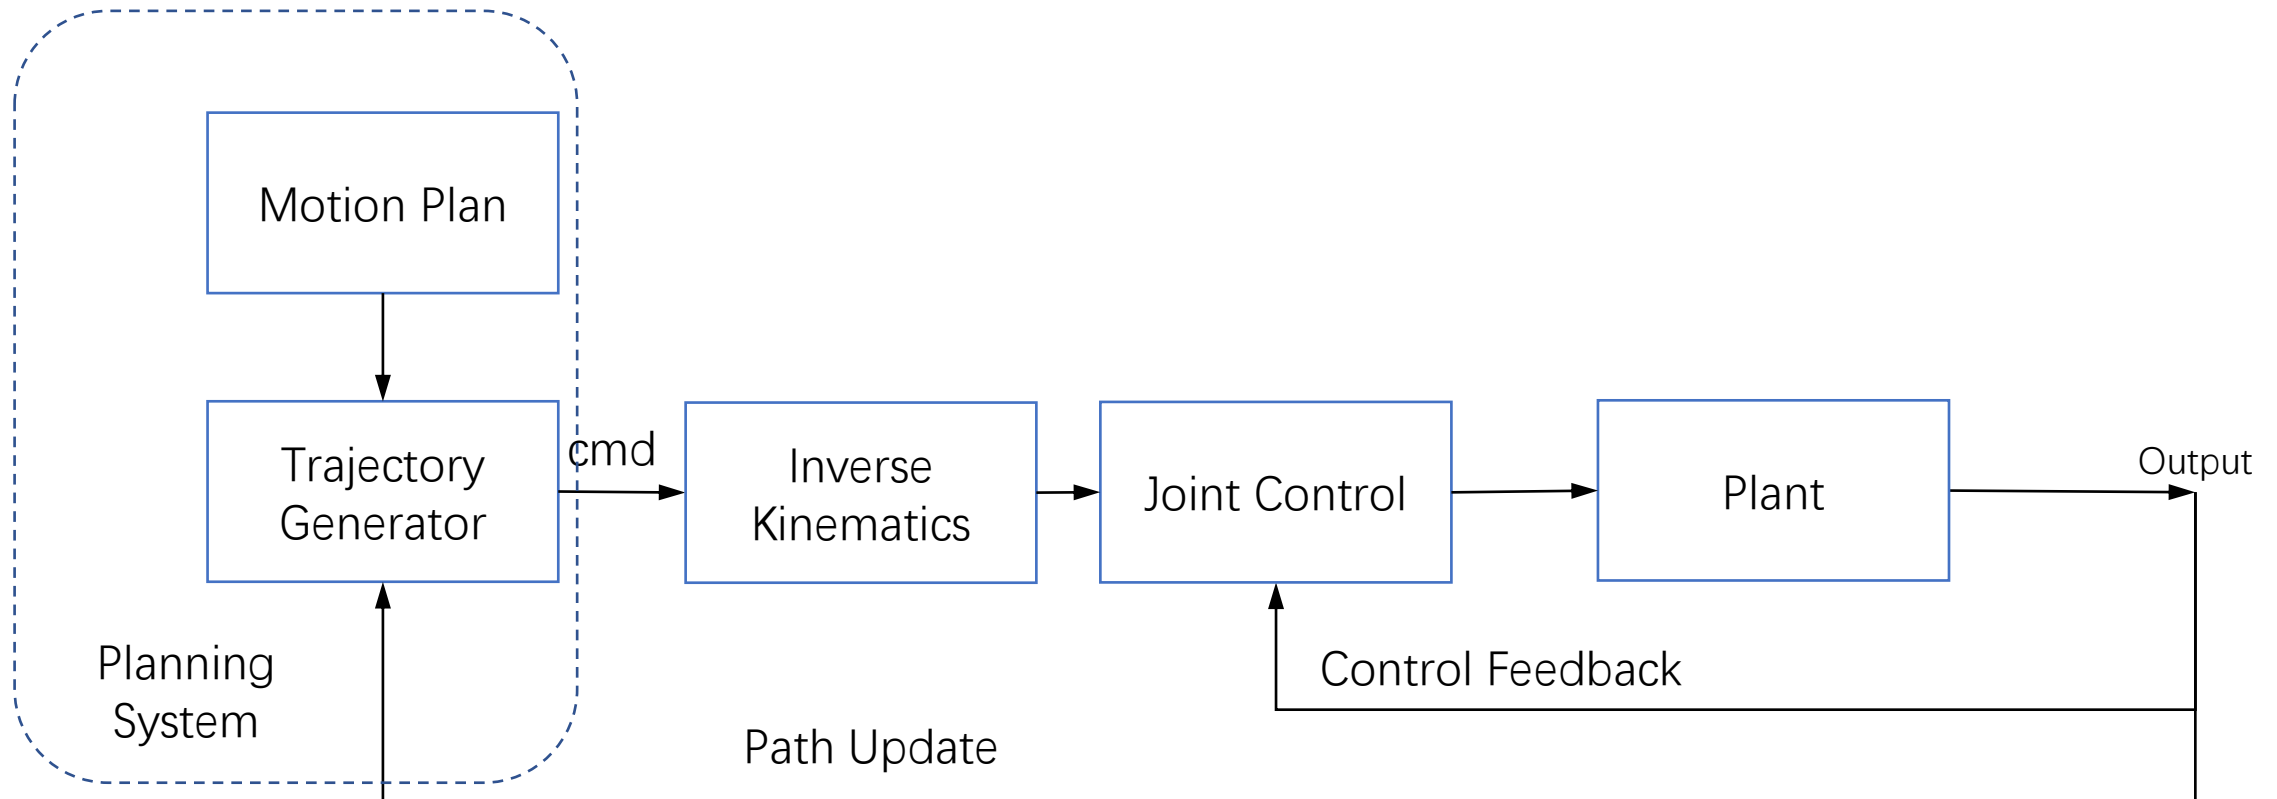 Motion Plan
Trajectory
Generator
cmd
Inverse
Kinematics
Joint Control
Plant
Output
Planning
System
Control Feedback
Path Update